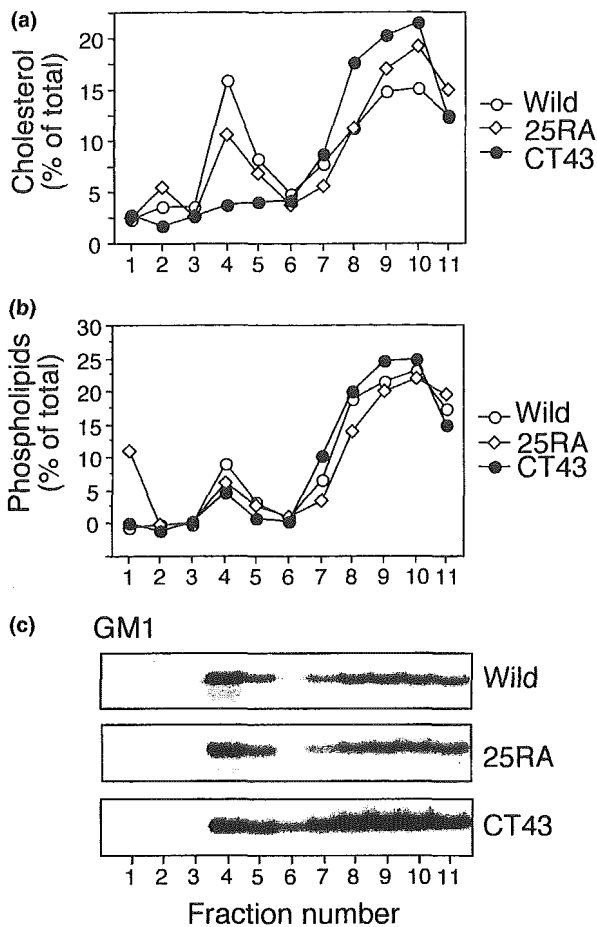 (a)
Cholesterol
(% of total)
20
15
10
5
0
1 2 3 4 5 6 7 8 9 10 11
Wild
25RA
CT43
(b)
Phospholipids
(% of total)
30
25
20
15
10
5
0
1 2 3 4 5 6 7 8 9 10 11
Wild
25RA
CT43
(c)
GM1
Wild
25RA
CT43
1 2 3 4 5 6 7 8 9 10 11
Fraction number